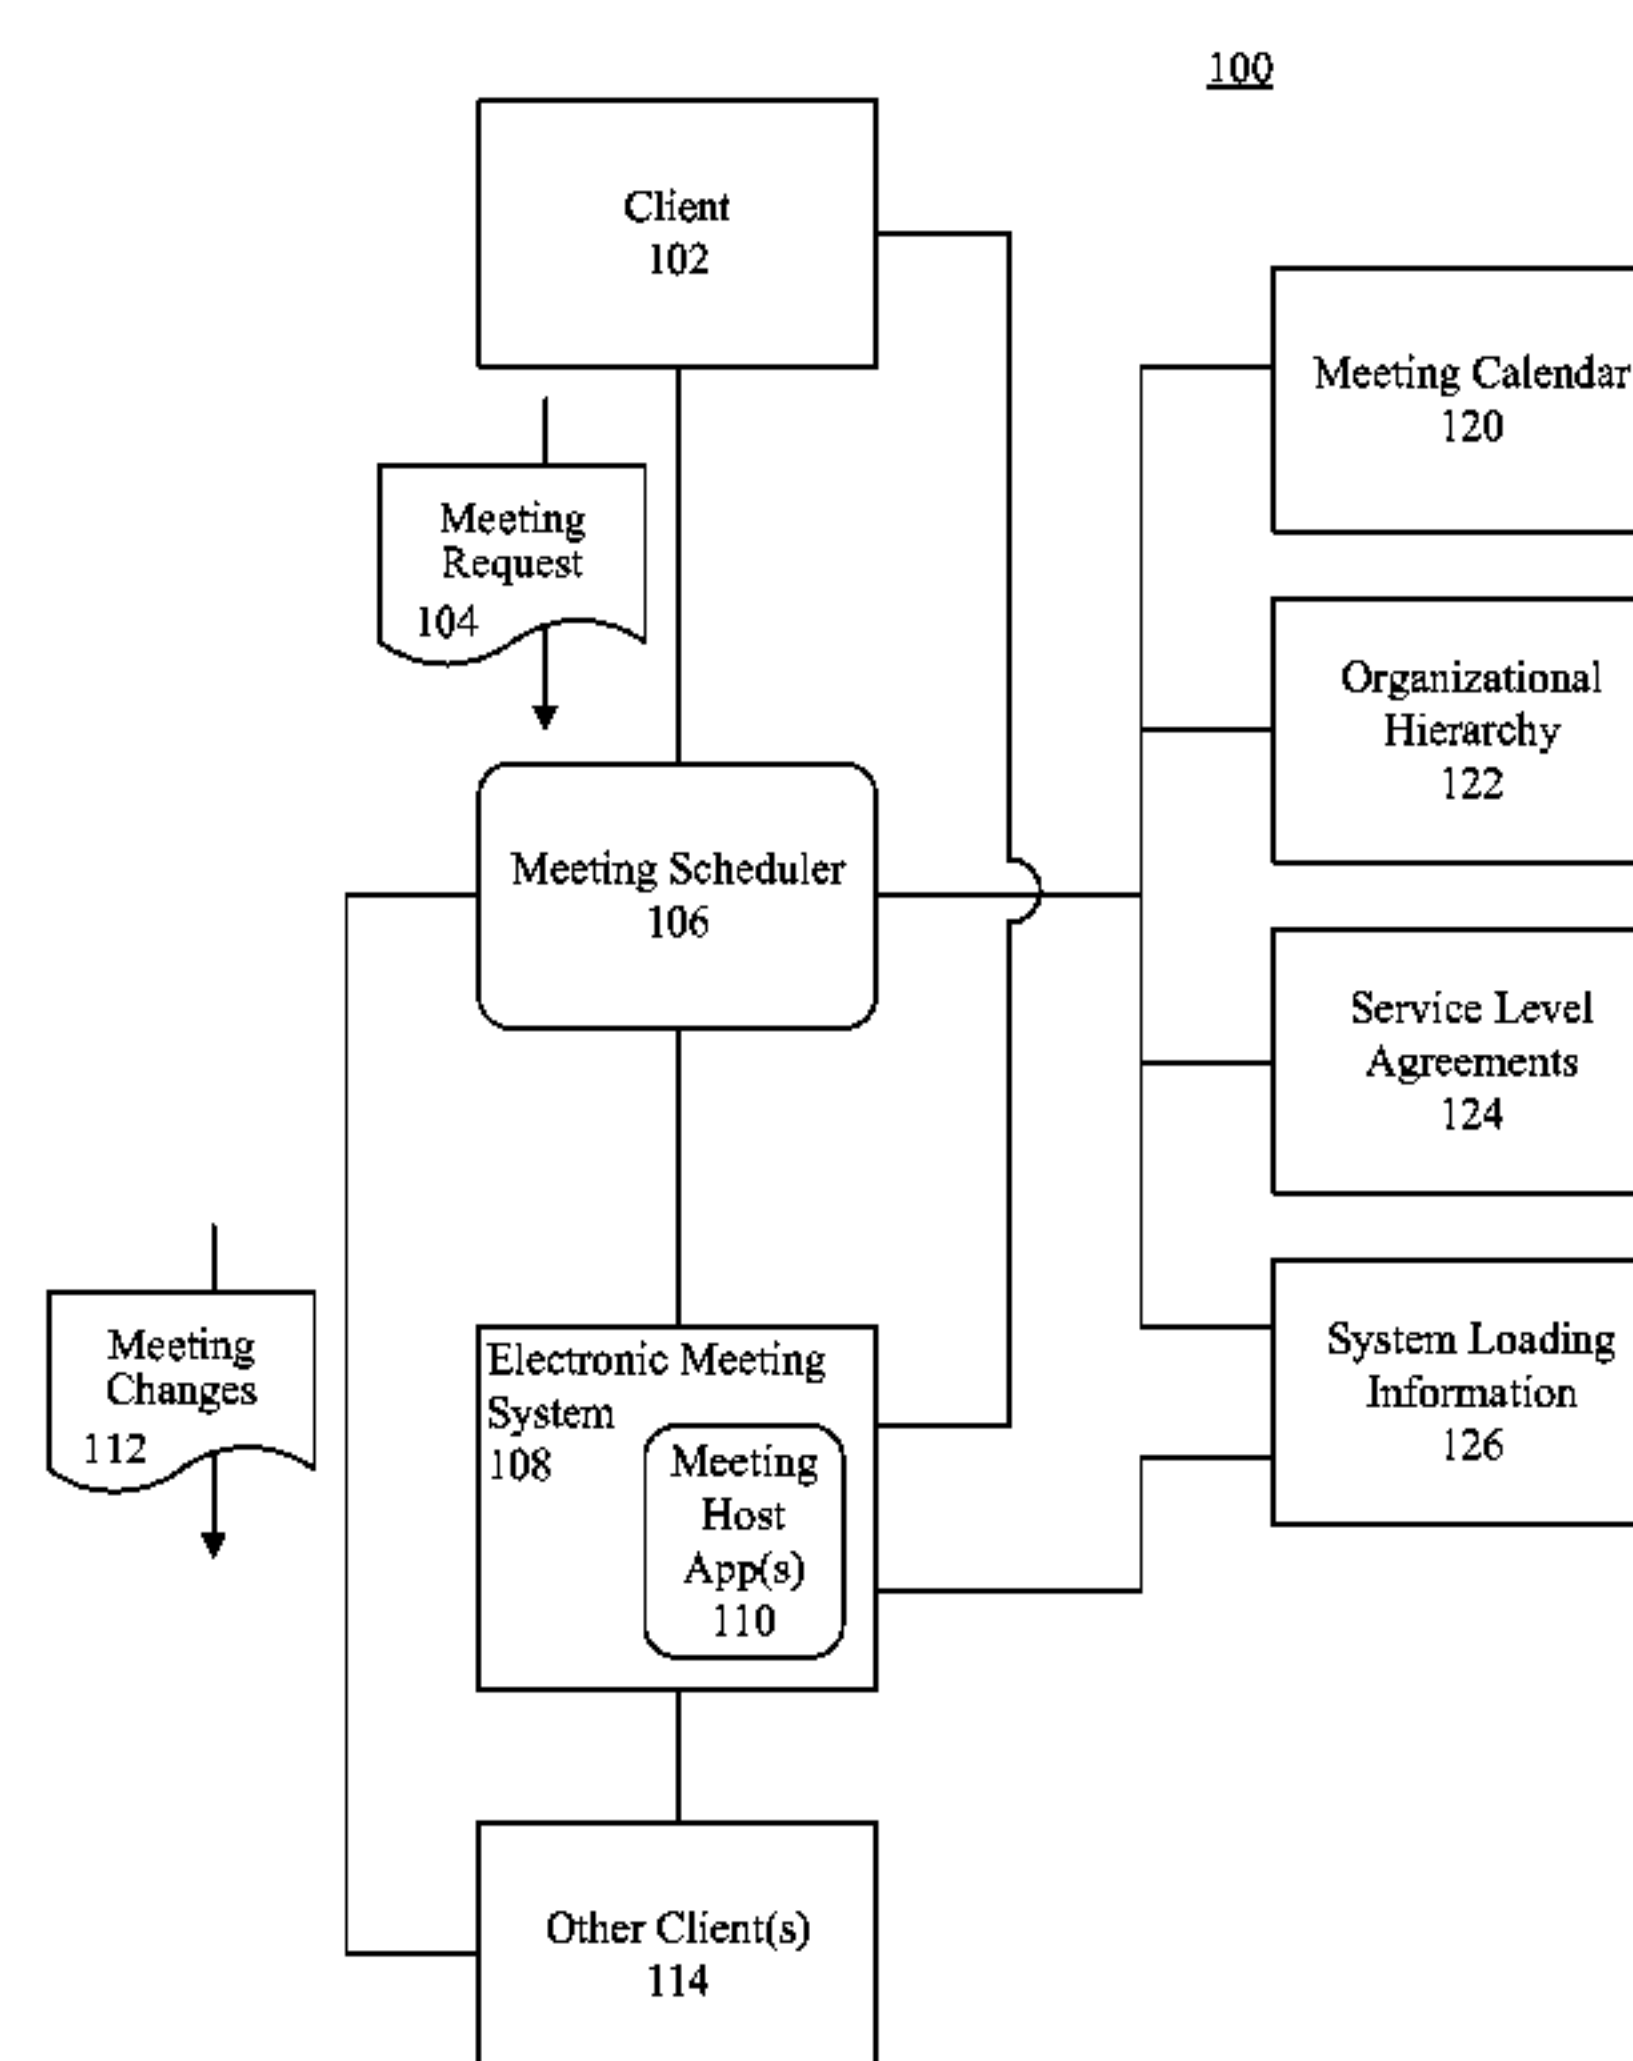 100
Client
102
Meeting Calendar
120
Meeting
Request
104
Organizational
Hierarchy
122
Meeting Scheduler
106
Service Level
Agreements
124
Meeting
Changes
112
Electronic Meeting
System
108
Meeting
Host
App(s)
110
System Loading
Information
126
Other Client(s)
114